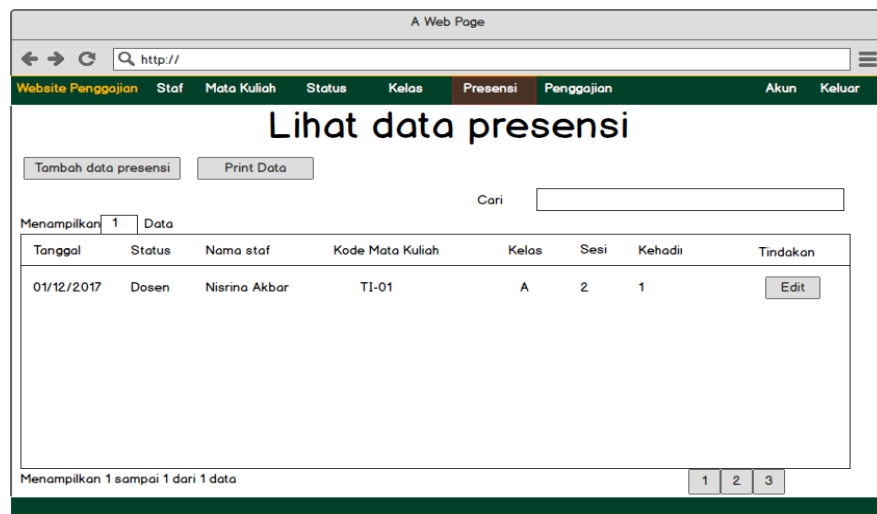 A Web Page
http://
Website Penggajian Staf Mata Kuliah Status Kelas Presensi Penggajian Akun Keluar
Lihat data presensi
Tambah data presensi Print Data
Cari
Menampilkan 1 Data
Tanggal Status Nama staf Kode Mata Kuliah Kelas Sesi Kehadir Tindakan
01/12/2017 Dosen Nisrina Akbar TI-01 A 2 1 Edit
Menampilkan 1 sampai 1 dari 1 data
1 2 3